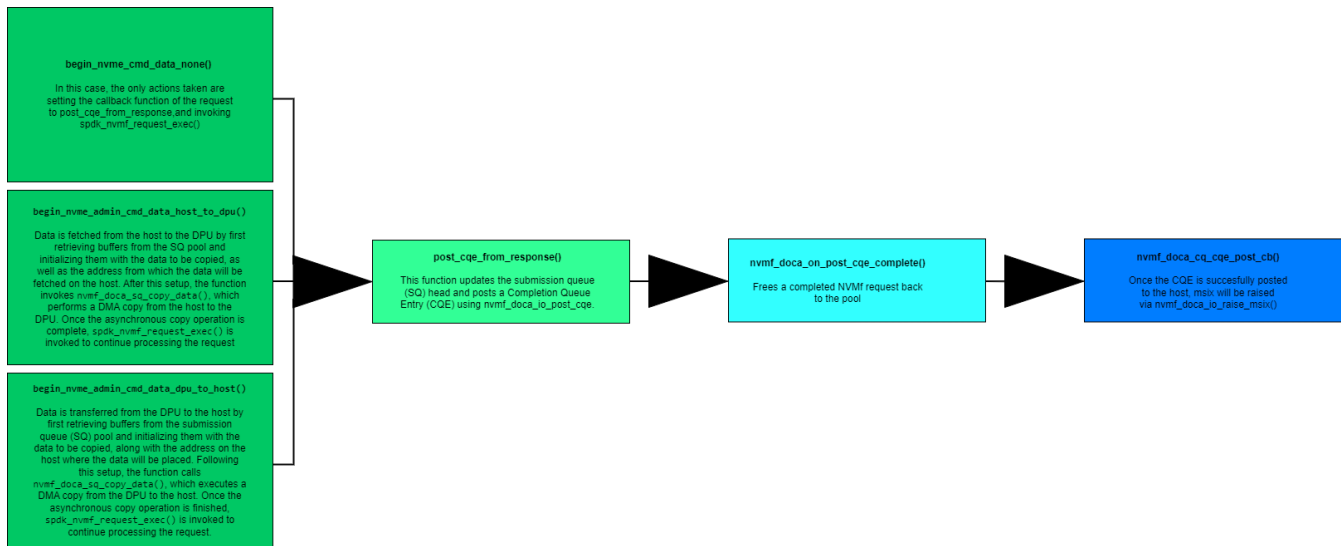 begin_nvme_cmd_data_none()
In this case, the only actions taken are
setting the callback function of the request
to post_cqe_from_response,and invoking
spdk_nvmf_request_exec()
begin_nvme_admin_cmd_data_host_to_dpu()
Data is fetched from the host to the DPU by first
retrieving buffers from the SQ pool and
initializing them with the data to be copied, as
well as the address from which the data will be
fetched on the host. After this setup, the function
invokes nvmf_doca_sq_copy_data(), which
performs a DMA copy from the host to the
DPU. Once the asynchronous copy operation is
complete, spdk_nvmf_request_exec() is
invoked to continue processing the request
begin_nvme_admin_cmd_data_dpu_to_host()
Data is transferred from the DPU to the host by
first retrieving buffers from the submission
queue (SQ) pool and initializing them with the
data to be copied, along with the address on the
host where the data will be placed. Following
this setup, the function calls
nvmf_doca_sq_copy_data(), which executes a
DMA copy from the DPU to the host. Once the
asynchronous copy operation is finished,
spdk_nvmf_request_exec() is invoked to
continue processing the request.
post_cqe_from_response()
This function updates the submission queue
(SQ) head and posts a Completion Queue
Entry (CQE) using nvmf_doca_io_post_cqe.
nvmf_doca_on_post_cqe_complete()
Frees a completed NVMf request back
to the pool
nvmf_doca_cq_cqe_post_cb()
Once the CQE is succesfully posted
to the host, msix will be raised
via nvmf_doca_io_raise_msix()